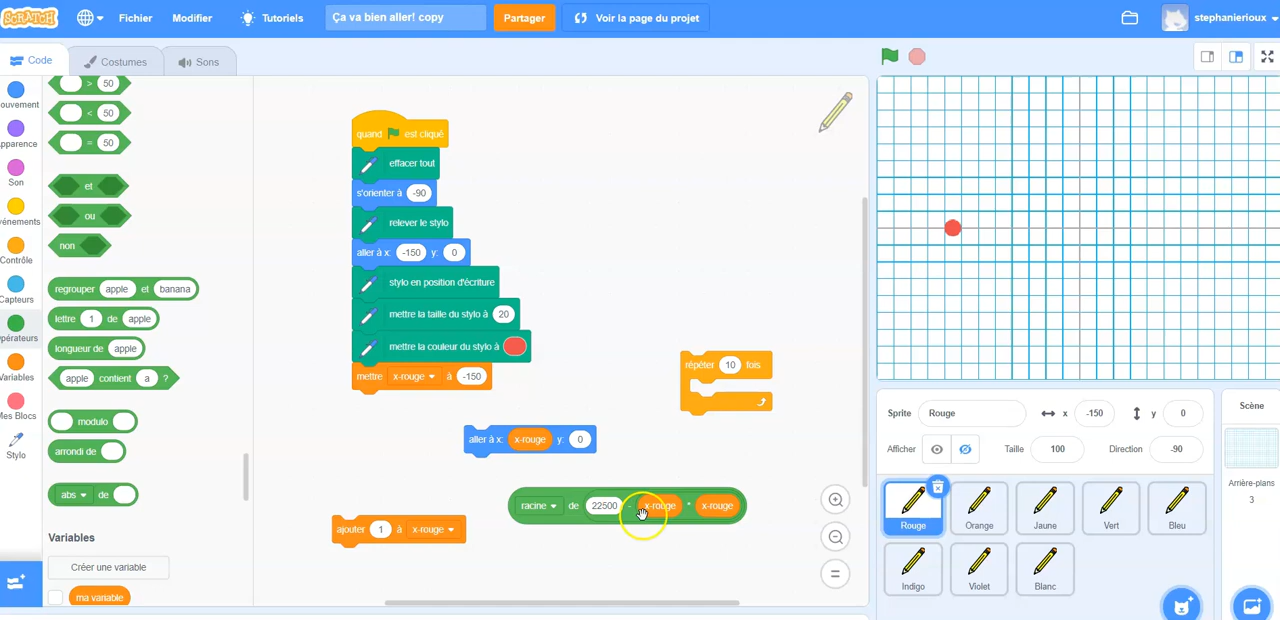 SCRATCH Fichier Modifier Tutoriels Ça va bien aller! copy Partager Voir la page du projet stephanierioux
Code Costumes Sons
ouvement
pparence
Son
vénements
Contrôle
Capteurs
pérateurs
Variables
Mes Blocs
Stylo
> 50
< 50
= 50
et
ou
non
regrouper apple et banana
lettre 1 de apple
longueur de apple
apple contient a ?
modulo
arrondi de
abs de
Variables
Créer une variable
ma variable
quand est cliqué
effacer tout
s'orienter à -90
relever le stylo
aller à x: -150 y: 0
stylo en position d'écriture
mettre la taille du stylo à 20
mettre la couleur du stylo à
mettre x-rouge à -150
répéter 10 fois
aller à x: x-rouge y: 0
racine de 22500 - x-rouge * x-rouge
ajouter 1 à x-rouge
Sprite Rouge x -150 y 0
Afficher Taille 100 Direction -90
Rouge Orange Jaune Vert Bleu
Indigo Violet Blanc
Scène
Arrière-plans
3